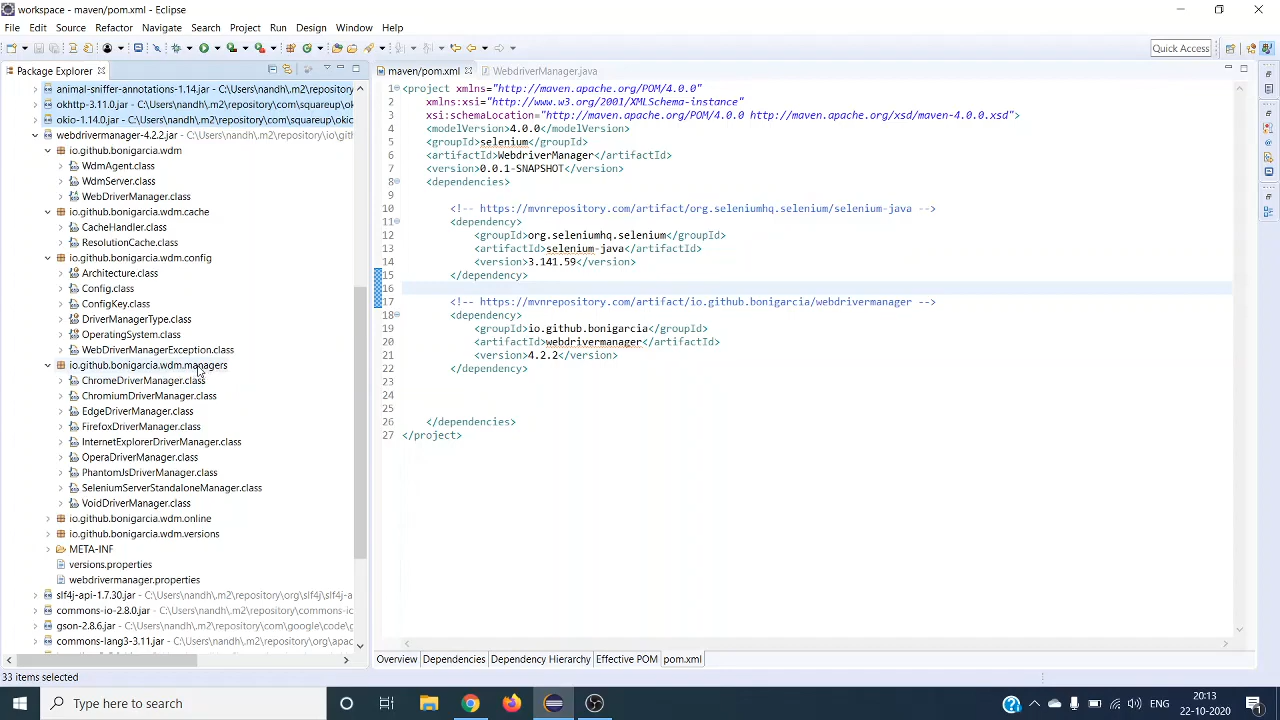 workspace - maven/pom.xml - Eclipse
File Edit Source Refactor Navigate Search Project Run Design Window Help
Quick Access
Package Explorer
maven/pom.xml
WebdriverManager.java
animal-sniffer-annotations-1.14.jar - C:\Users\nandh\.m
okhttp-3.11.0.jar - C:\Users\nandh\.m2\repository\com\squareup\ok
okio-1.14.0.jar - C:\Users\nandh\.m2\repository\com\squareup\okio
webdrivermanager-4.2.2.jar - C:\Users\nandh\.m2\repository\io\gith
io.github.bonigarcia.wdm
WdmAgent.class
WdmServer.class
WebDriverManager.class
io.github.bonigarcia.wdm.cache
CacheHandler.class
ResolutionCache.class
io.github.bonigarcia.wdm.config
Architecture.class
Config.class
ConfigKey.class
DriverManagerType.class
OperatingSystem.class
WebDriverManagerException.class
io.github.bonigarcia.wdm.managers
ChromeDriverManager.class
ChromiumDriverManager.class
EdgeDriverManager.class
FirefoxDriverManager.class
InternetExplorerDriverManager.class
OperaDriverManager.class
PhantomJsDriverManager.class
SeleniumServerStandaloneManager.class
VoidDriverManager.class
io.github.bonigarcia.wdm.online
io.github.bonigarcia.wdm.versions
META-INF
versions.properties
webdrivermanager.properties
slf4j-api-1.7.30.jar - C:\Users\nandh\.m2\repository\org\slf4j\slf4j-a
commons-io-2.8.0.jar - C:\Users\nandh\.m2\repository\commons-io
gson-2.8.6.jar - C:\Users\nandh\.m2\repository\com\google\code\g
commons-lang3-3.11.jar - C:\Users\nandh\.m2\repository\org\apac
1 <project xmlns="http://maven.apache.org/POM/4.0.0"
2 xmlns:xsi="http://www.w3.org/2001/XMLSchema-instance"
3 xsi:schemaLocation="http://maven.apache.org/POM/4.0.0 http://maven.apache.org/xsd/maven-4.0.0.xsd">
4 <modelVersion>4.0.0</modelVersion>
5 <groupId>selenium</groupId>
6 <artifactId>WebdriverManager</artifactId>
7 <version>0.0.1-SNAPSHOT</version>
8 <dependencies>
9
10 <!-- https://mvnrepository.com/artifact/org.seleniumhq.selenium/selenium-java -->
11 <dependency>
12 <groupId>org.seleniumhq.selenium</groupId>
13 <artifactId>selenium-java</artifactId>
14 <version>3.141.59</version>
15 </dependency>
16
17 <!-- https://mvnrepository.com/artifact/io.github.bonigarcia/webdrivermanager -->
18 <dependency>
19 <groupId>io.github.bonigarcia</groupId>
20 <artifactId>webdrivermanager</artifactId>
21 <version>4.2.2</version>
22 </dependency>
23
24
25
26 </dependencies>
27 </project>
Overview Dependencies Dependency Hierarchy Effective POM pom.xml
33 items selected
Type here to search
ENG
20:13
22-10-2020
1